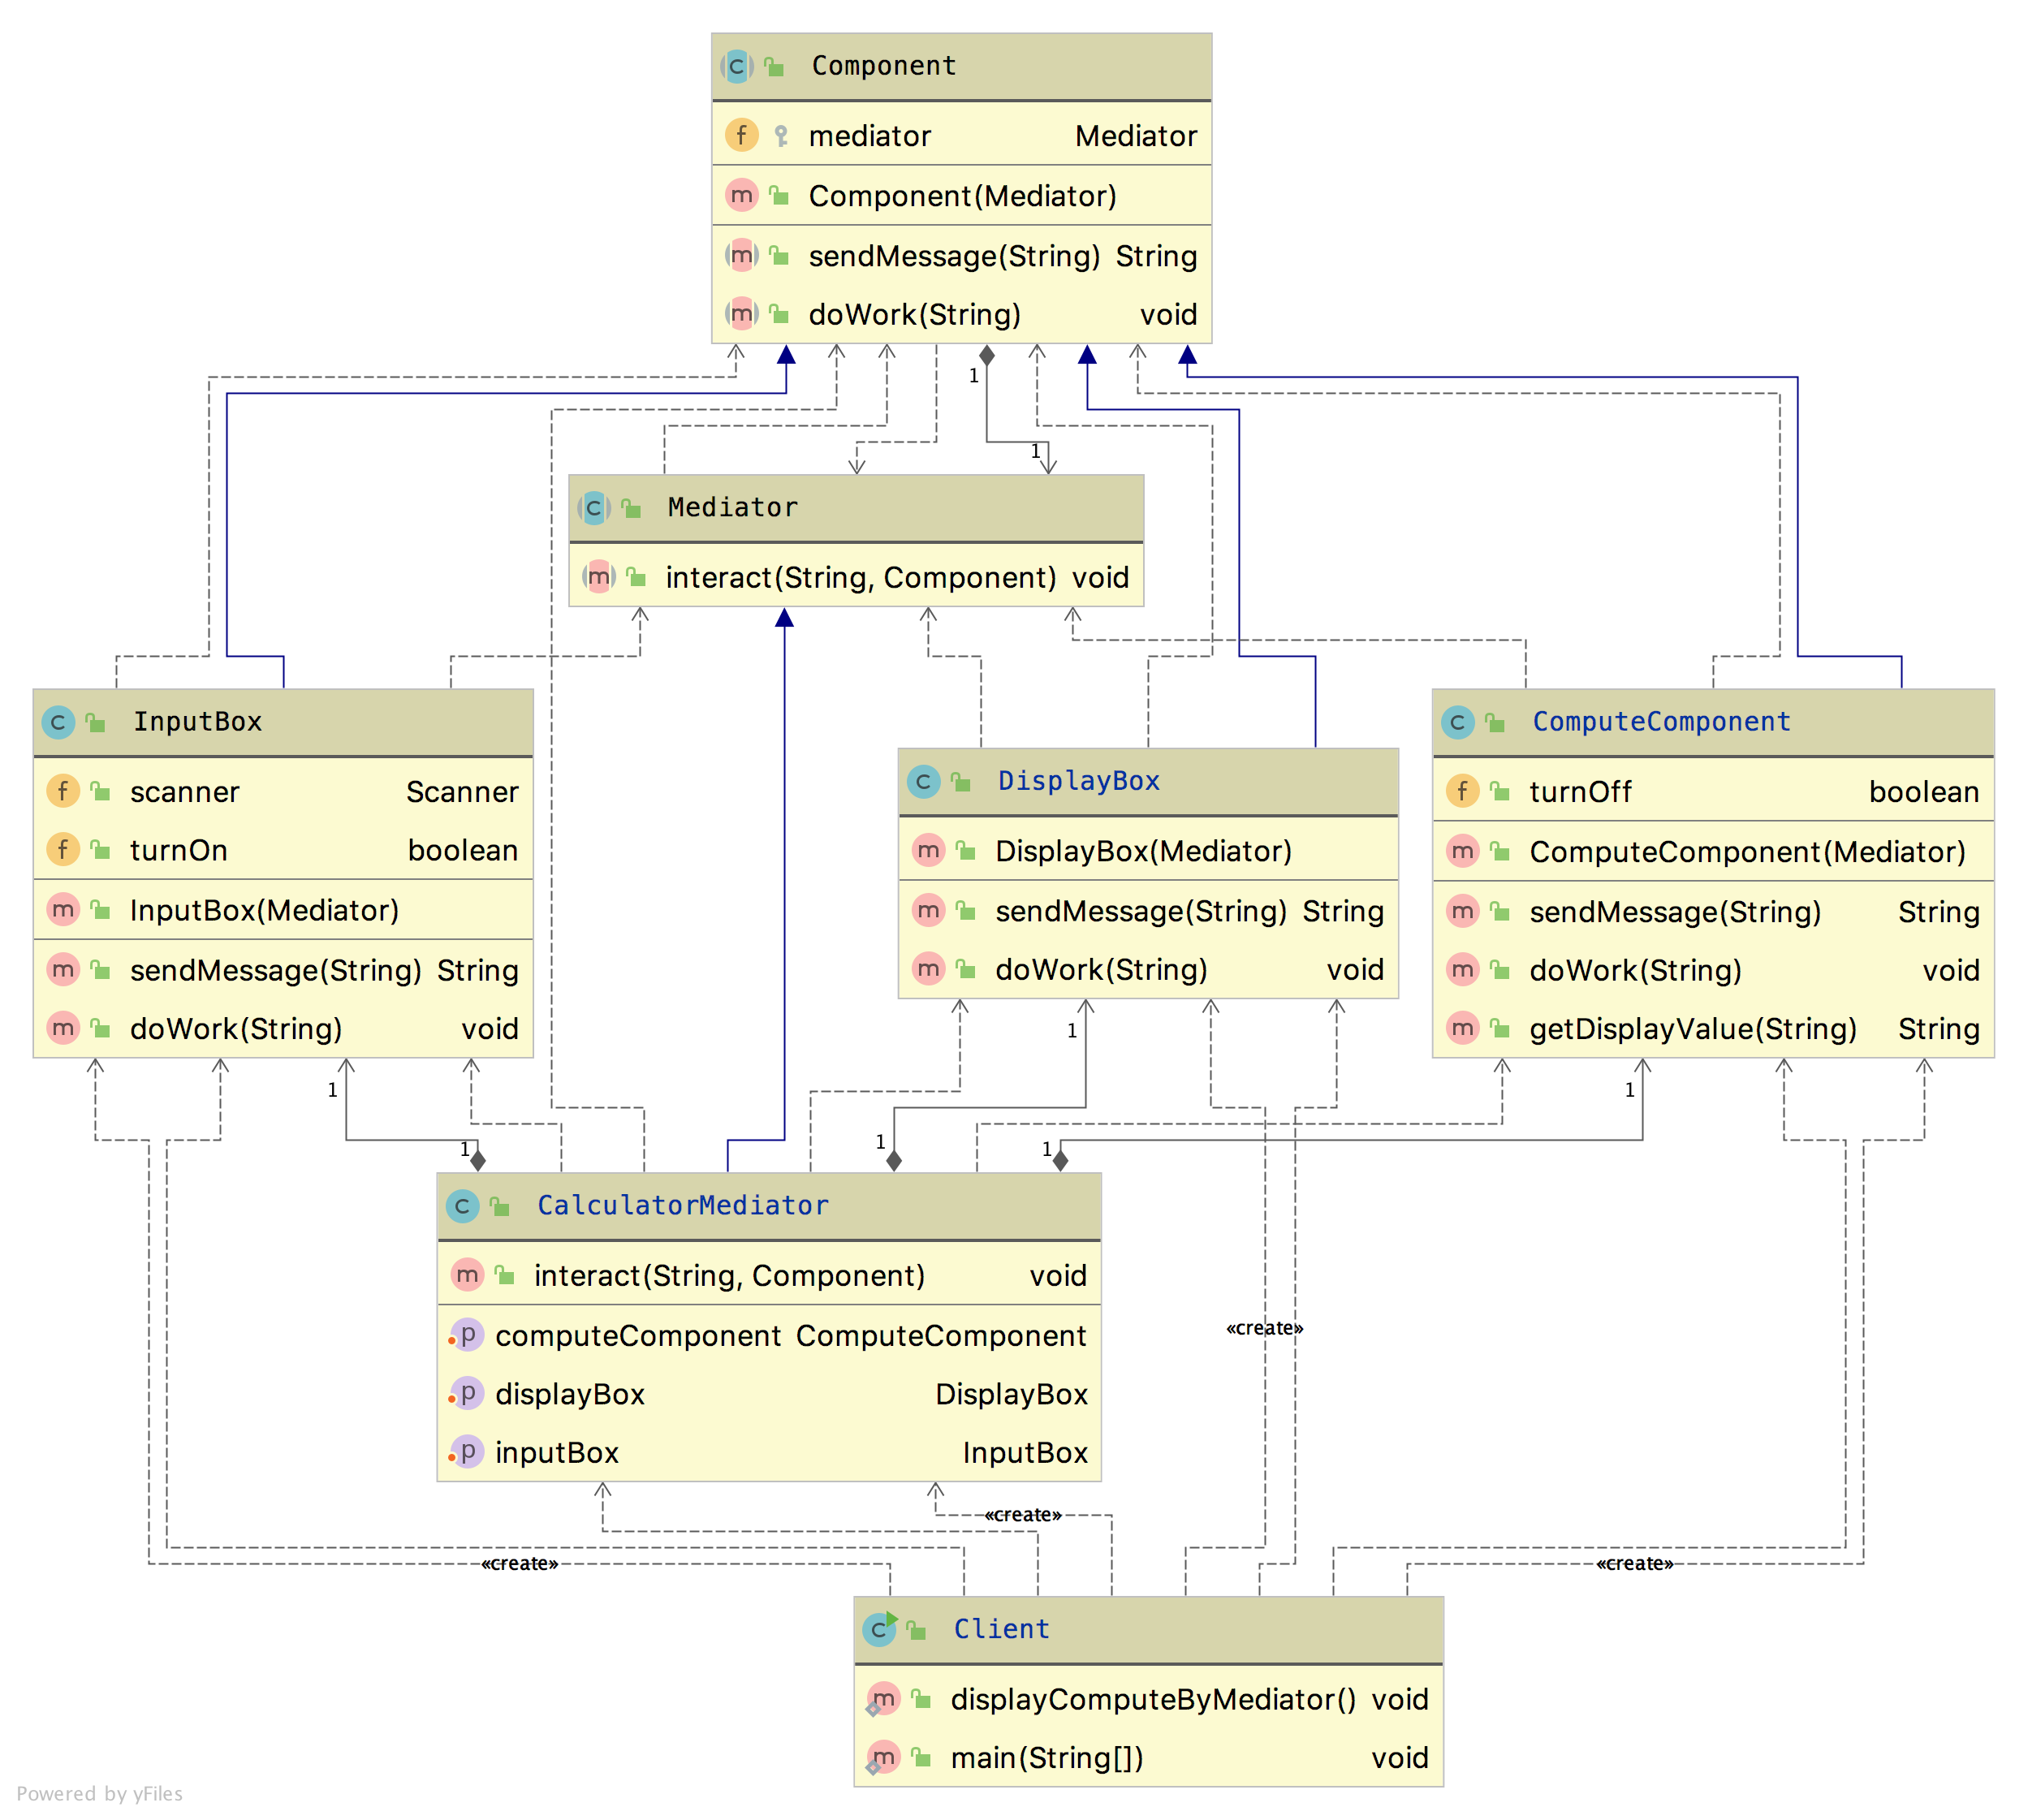 Component
mediator Mediator
Component(Mediator)
sendMessage(String) String
doWork(String) void
1
1
Mediator
interact(String, Component) void
InputBox
scanner Scanner
turnOn boolean
InputBox(Mediator)
sendMessage(String) String
doWork(String) void
DisplayBox
DisplayBox(Mediator)
sendMessage(String) String
doWork(String) void
ComputeComponent
turnOff boolean
ComputeComponent(Mediator)
sendMessage(String) String
doWork(String) void
getDisplayValue(String) String
1
1
1
1
1
1
CalculatorMediator
interact(String, Component) void
computeComponent ComputeComponent
displayBox DisplayBox
inputBox InputBox
«create»
«create»
«create»
«create»
Client
displayComputeByMediator() void
main(String[]) void
Powered by yFiles